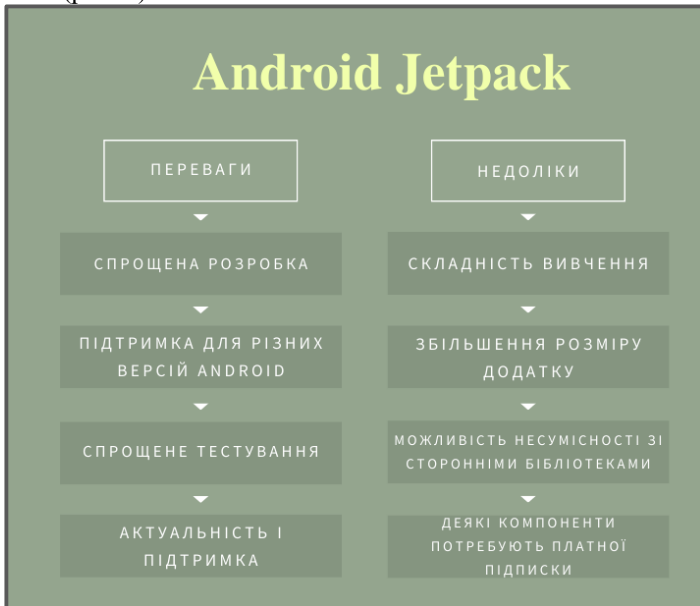 Android Jetpack
ПЕРЕВАГИ
СПРОЩЕНА РОЗРОБКА
ПІДТРИМКА ДЛЯ РІЗНИХ
ВЕРСІЙ ANDROID
СПРОЩЕНЕ ТЕСТУВАННЯ
АКТУАЛЬНІСТЬ І
ПІДТРИМКА
НЕДОЛІКИ
СКЛАДНІСТЬ ВИВЧЕННЯ
ЗБІЛЬШЕННЯ РОЗМІРУ
ДОДАТКУ
МОЖЛИВІСТЬ НЕСУМІСНОСТІ ЗІ
СТОРОННІМИ БІБЛІОТЕКАМИ
ДЕЯКІ КОМПОНЕНТИ
ПОТРЕБУЮТЬ ПЛАТНОЇ
ПІДПИСКИ